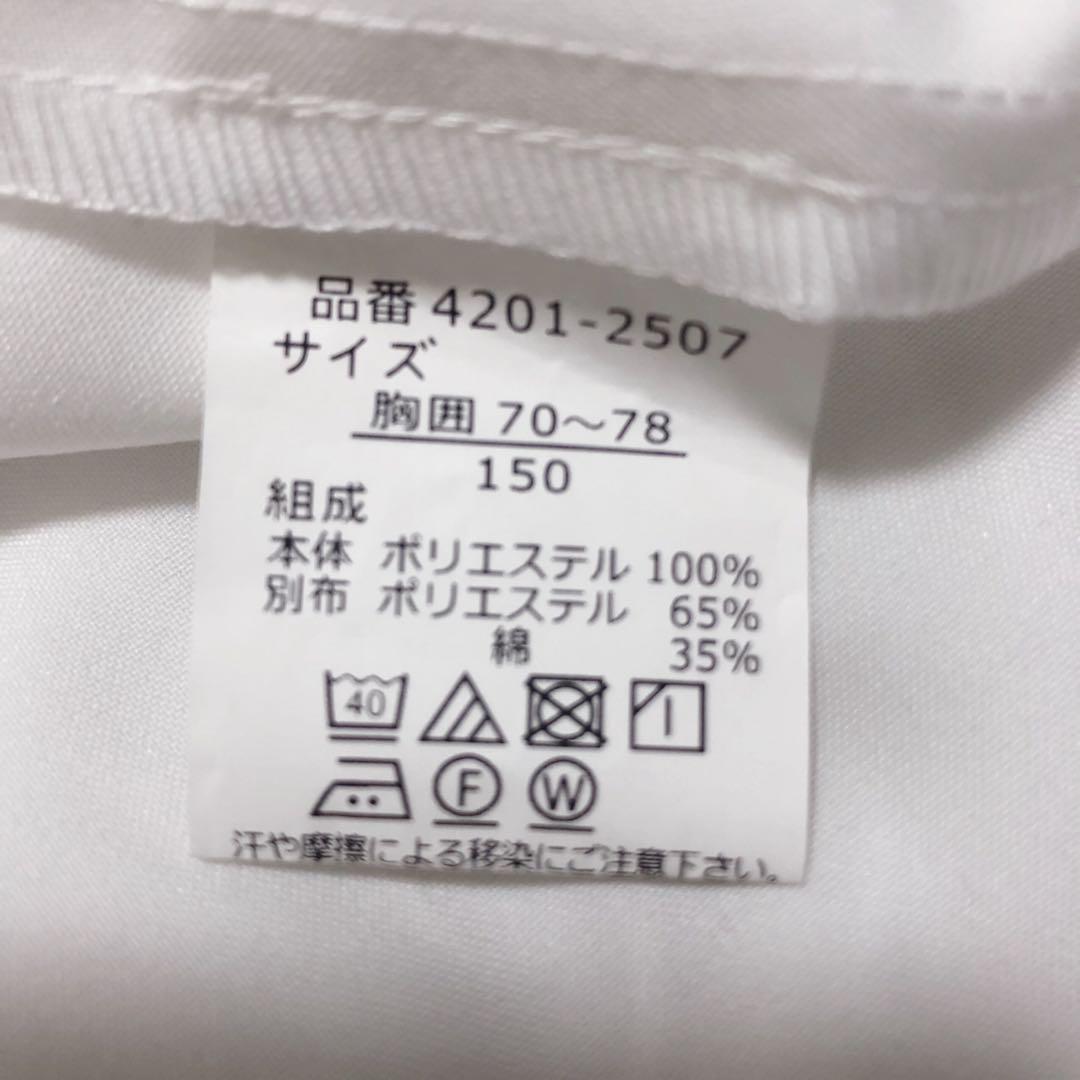 品番 4201-2507
サイズ
胸囲 70～78
150
組成
本体 ポリエステル 100%
別布 ポリエステル 65%
綿 35%
40
F W
汗や摩擦による移染にご注意下さい。